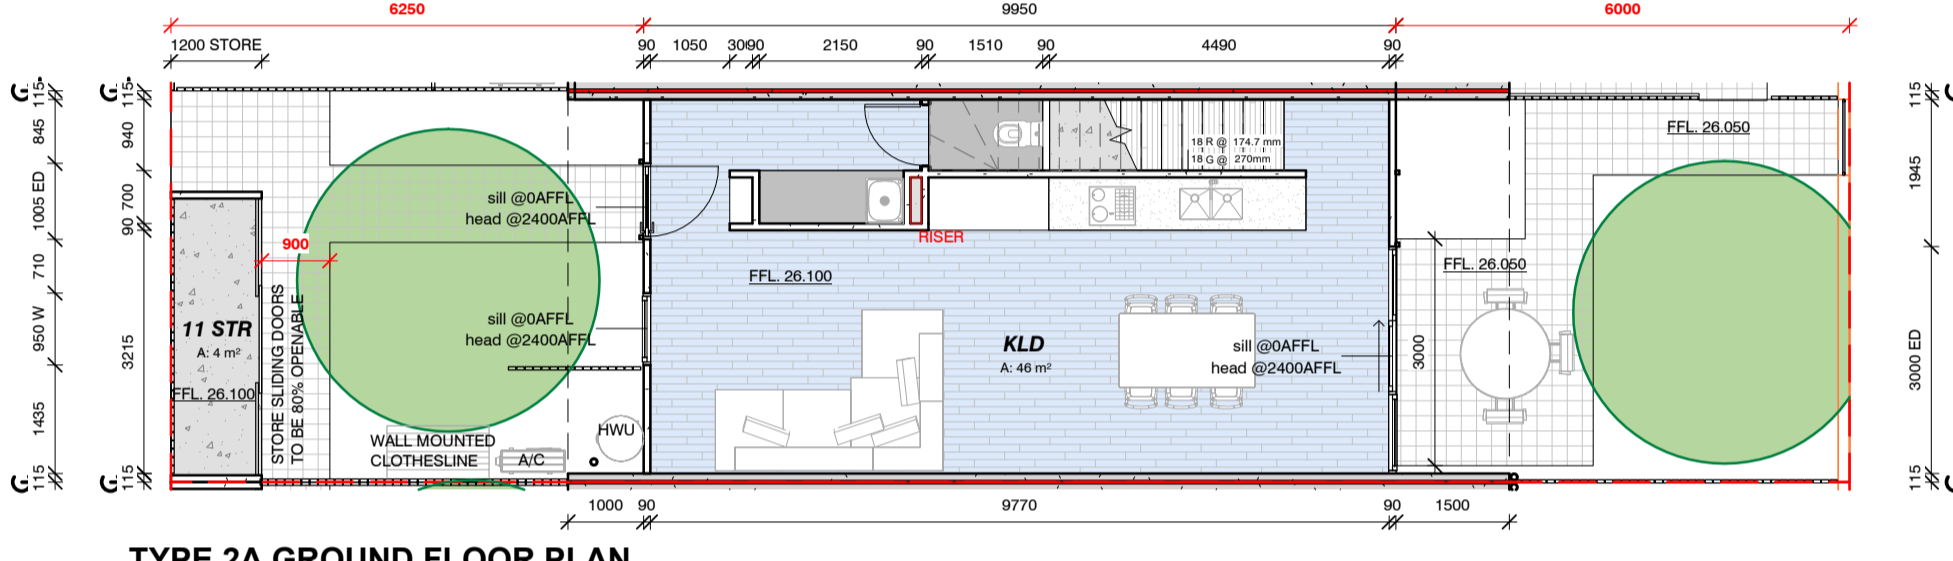 6250
9950
6000
1200 STORE
90
1050
300
90
2150
90
1510
90
4490
90
115
845
1005 ED
710
950 W
1435
115
115
940
700
90
3215
115
115
1945
3000 ED
115
FFL. 26.050
18 R @ 174.7 mm
18 G @ 270mm
sill @0AFFL
head @2400AFFL
900
RISER
FFL. 26.100
FFL. 26.050
STORE SLIDING DOORS
TO BE 80% OPENABLE
11 STR
A: 4 m²
FFL. 26.100
sill @0AFFL
head @2400AFFL
KLD
A: 46 m²
sill @0AFFL
head @2400AFFL
3000
HWU
WALL MOUNTED
CLOTHESLINE
A/C
1000
90
9770
90
1500
TYPE 2A GROUND FLOOR PLAN